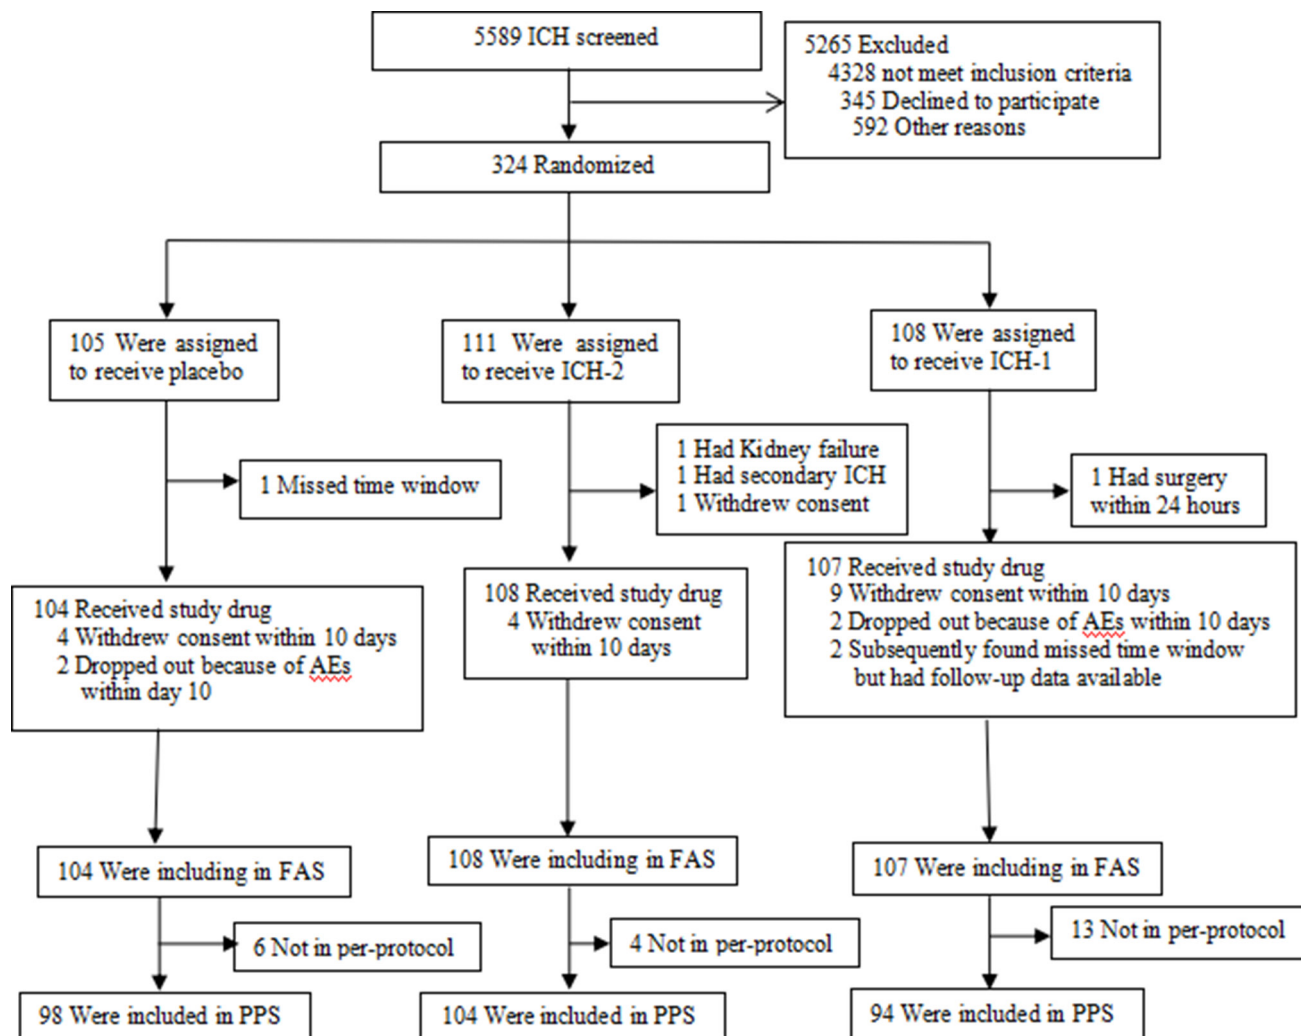 5589 ICH screened
5265 Excluded
4328 not meet inclusion criteria
345 Declined to participate
592 Other reasons
324 Randomized
105 Were assigned
to receive placebo
111 Were assigned
to receive ICH-2
108 Were assigned
to receive ICH-1
1 Missed time window
1 Had Kidney failure
1 Had secondary ICH
1 Withdrew consent
1 Had surgery
within 24 hours
104 Received study drug
4 Withdrew consent within 10 days
2 Dropped out because of AEs
within day 10
108 Received study drug
4 Withdrew consent
within 10 days
107 Received study drug
9 Withdrew consent within 10 days
2 Dropped out because of AEs within 10 days
2 Subsequently found missed time window
but had follow-up data available
104 Were including in FAS
108 Were including in FAS
107 Were including in FAS
6 Not in per-protocol
4 Not in per-protocol
13 Not in per-protocol
98 Were included in PPS
104 Were included in PPS
94 Were included in PPS